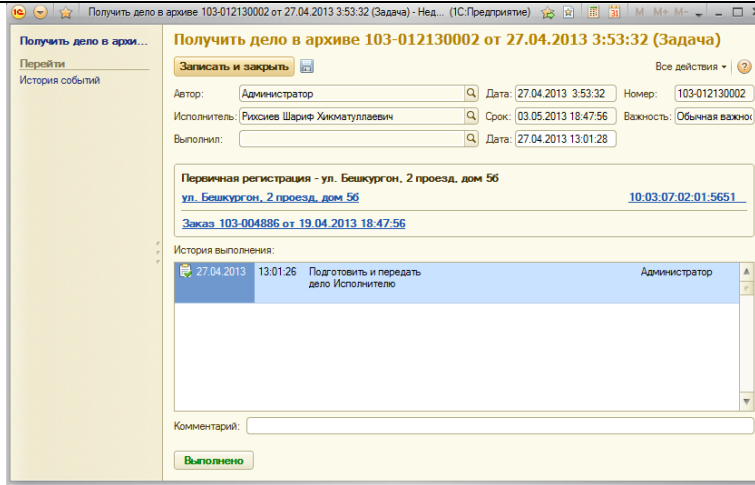 Получить дело в архиве 103-012130002 от 27.04.2013 3:53:32 (Задача) - Нед... (1С:Предприятие) M M+ M-
Получить дело в архи...
Перейти
История событий
Получить дело в архиве 103-012130002 от 27.04.2013 3:53:32 (Задача)
Записать и закрыть Все действия
Автор: Администратор Дата: 27.04.2013 3:53:32 Номер: 103-012130002
Исполнитель: Рихсиев Шариф Хикматуллаевич Срок: 03.05.2013 18:47:56 Важность: Обычная важнос
Выполнил: Дата: 27.04.2013 13:01:28
Первичная регистрация - ул. Бешкургон, 2 проезд, дом 5б
ул. Бешкургон, 2 проезд, дом 5б 10:03:07:02:01:5651
Заказ 103-004886 от 19.04.2013 18:47:56
История выполнения:
27.04.2013 13:01:26 Подготовить и передать Администратор
дело Исполнителю
Комментарий:
Выполнено